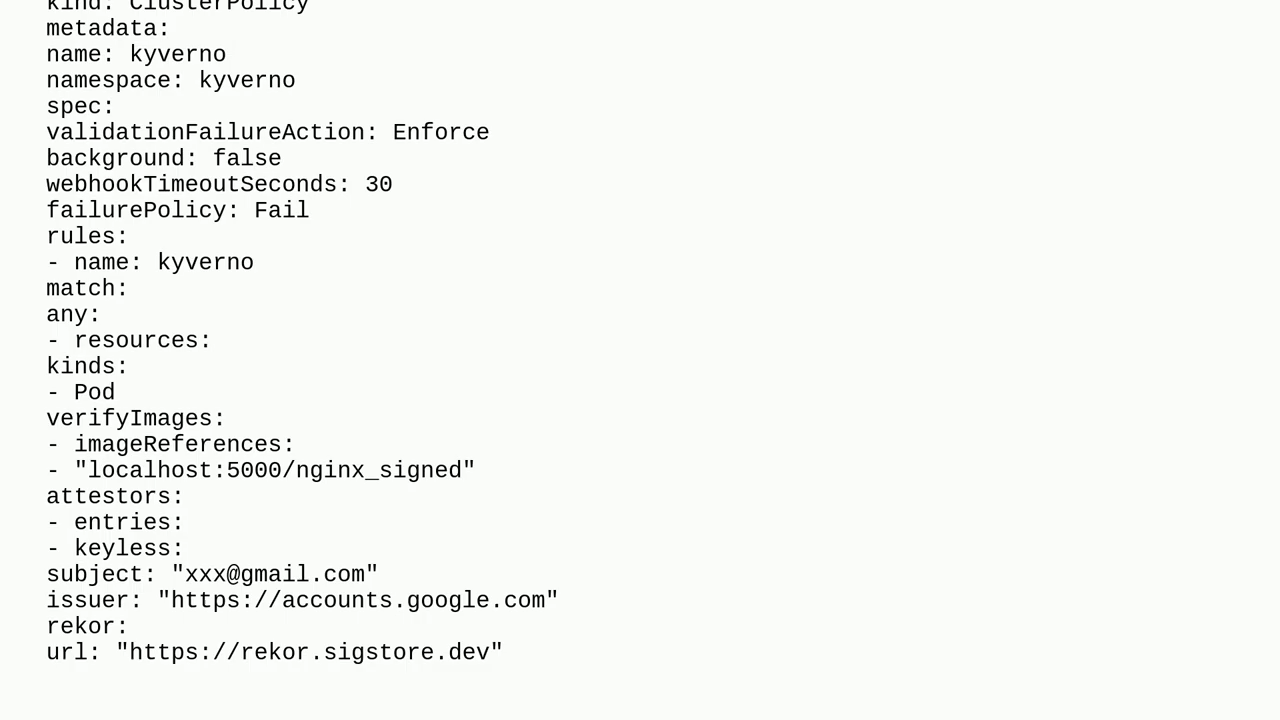 kind: ClusterPolicy
metadata:
name: kyverno
namespace: kyverno
spec:
validationFailureAction: Enforce
background: false
webhookTimeoutSeconds: 30
failurePolicy: Fail
rules:
- name: kyverno
match:
any:
- resources:
kinds:
- Pod
verifyImages:
- imageReferences:
- "localhost:5000/nginx_signed"
attestors:
- entries:
- keyless:
subject: "xxx@gmail.com"
issuer: "https://accounts.google.com"
rekor:
url: "https://rekor.sigstore.dev"